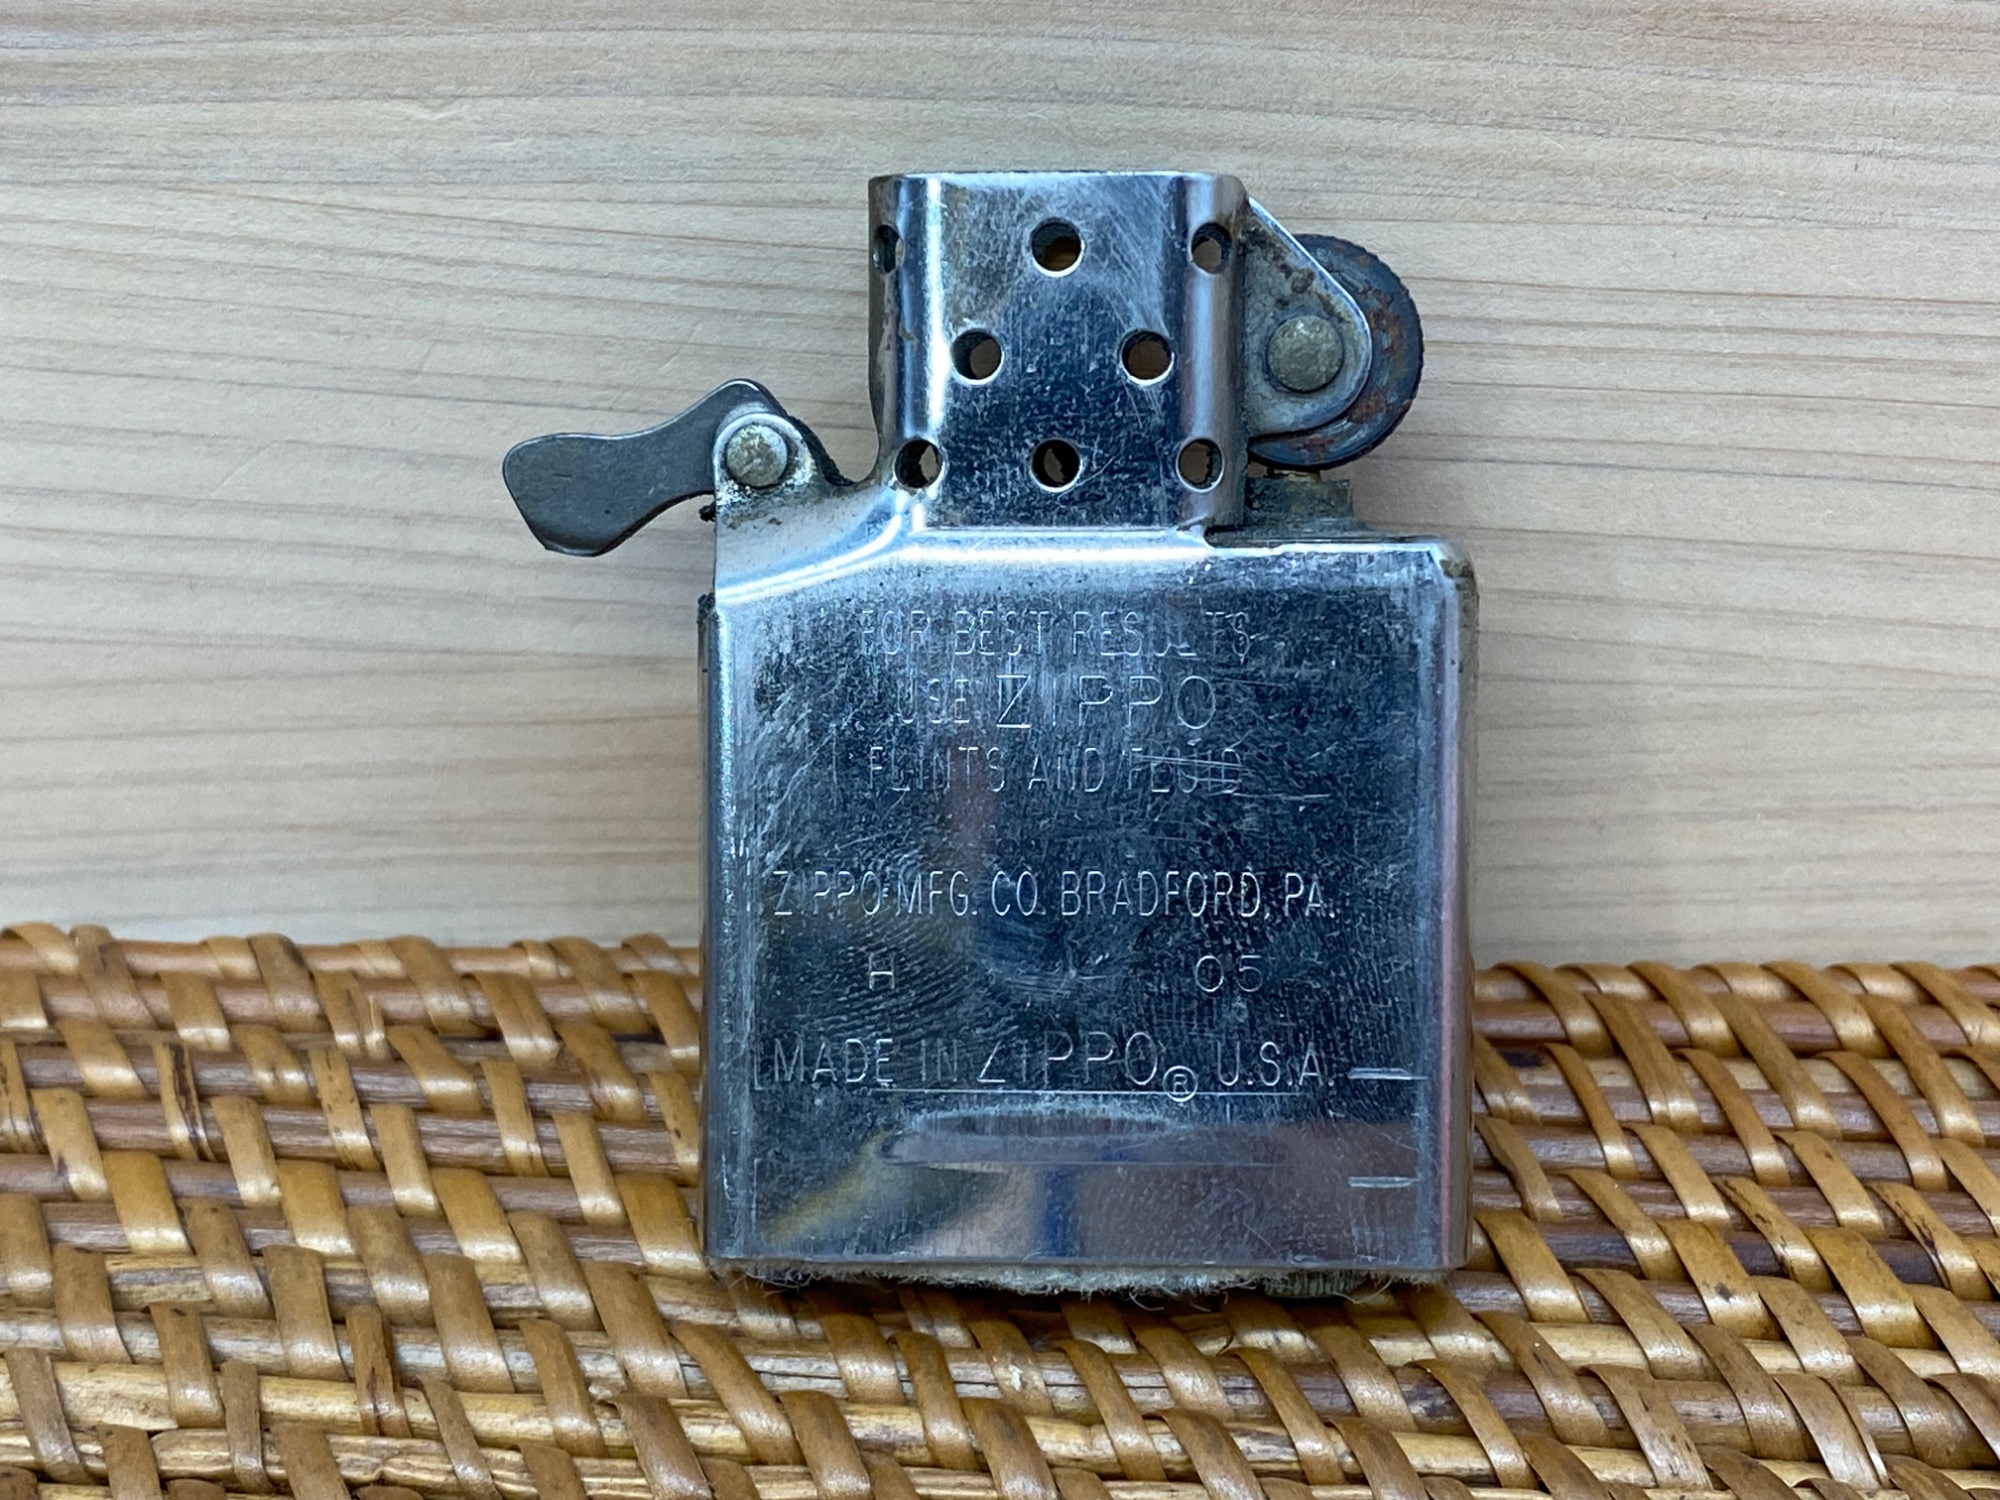 FOR BEST RESULTS
USE ZIPPO
FLINTS AND FLUID
ZIPPO MFG. CO. BRADFORD, PA.
H 05
MADE IN ZIPPO® U.S.A.